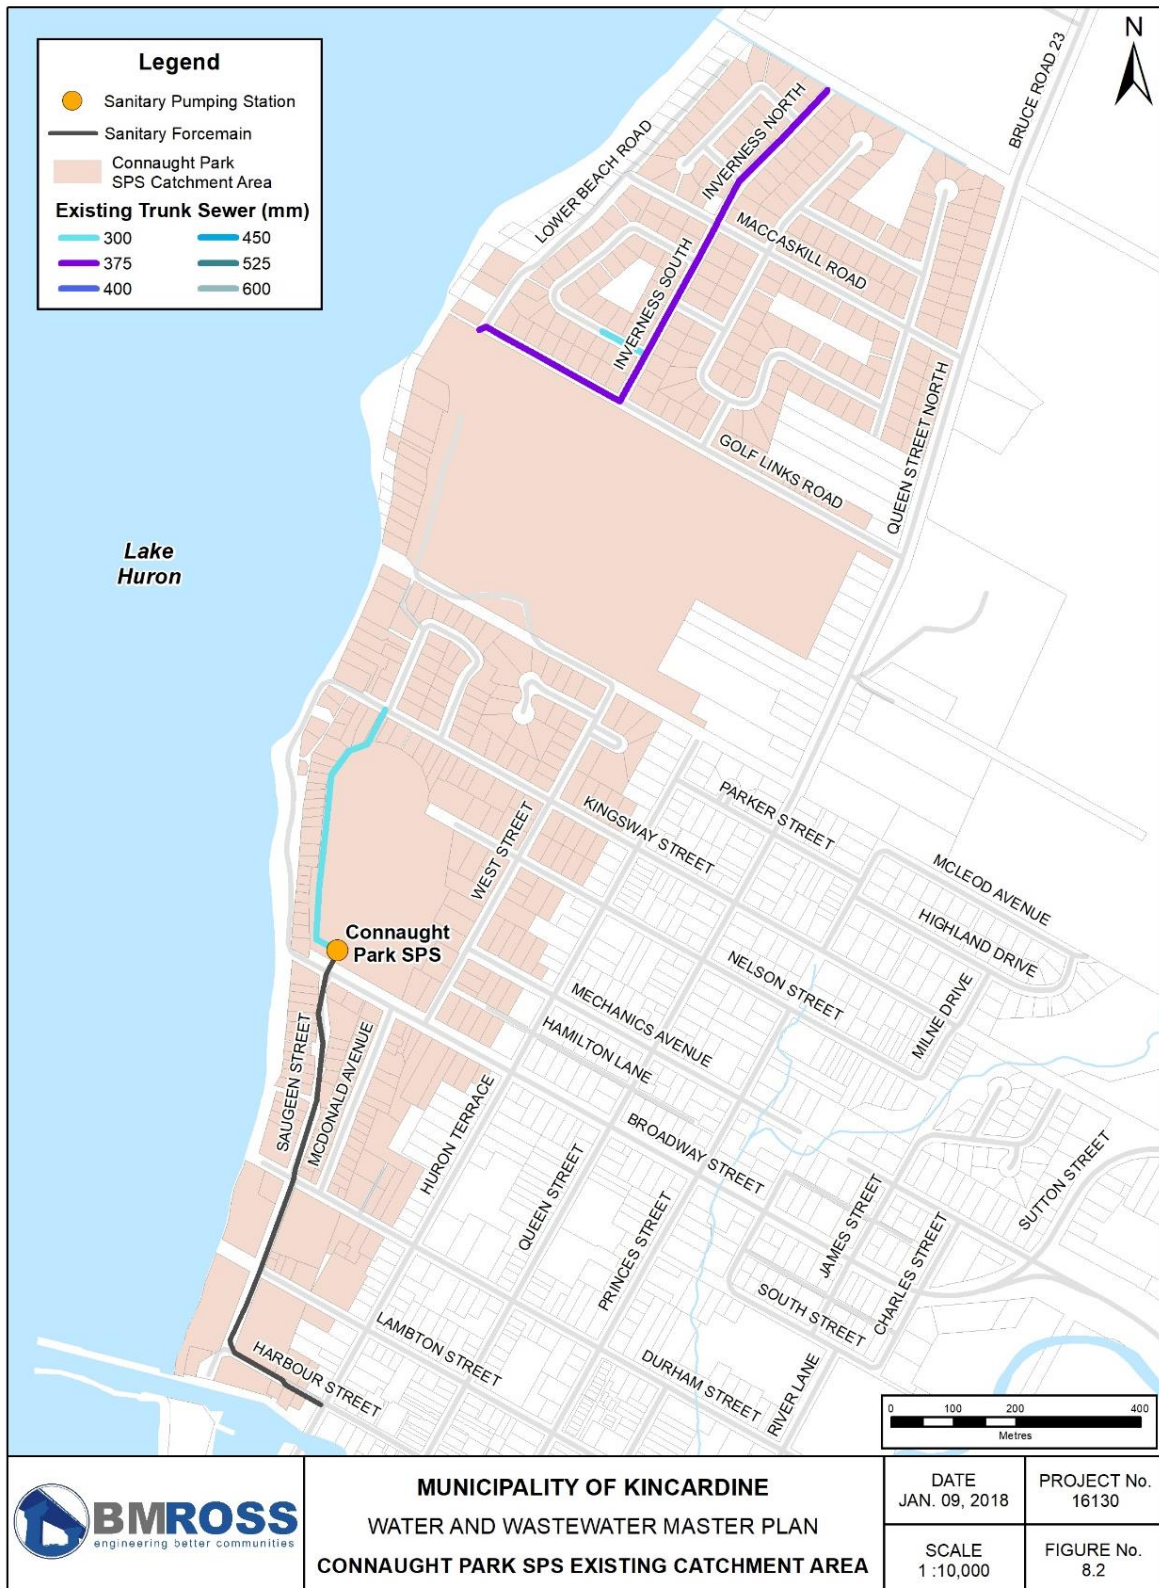 Legend
Sanitary Pumping Station
Sanitary Forcemain
Connaught Park
SPS Catchment Area
Existing Trunk Sewer (mm)
300
450
375
525
400
600
N
BRUCE ROAD 23
INVERNESS NORTH
LOWER BEACH ROAD
MACCASKILL ROAD
INVERNESS SOUTH
QUEEN STREET NORTH
GOLF LINKS ROAD
Lake
Huron
PARKER STREET
KINGSWAY STREET
WEST STREET
MCLEOD AVENUE
HIGHLAND DRIVE
Connaught
Park SPS
NELSON STREET
MILNE DRIVE
MECHANICS AVENUE
HAMILTON LANE
SAUGEEN STREET
MCDONALD AVENUE
HURON TERRACE
BROADWAY STREET
QUEEN STREET
PRINCES STREET
JAMES STREET
SUTTON STREET
CHARLES STREET
SOUTH STREET
LAMBTON STREET
HARBOUR STREET
DURHAM STREET
RIVER LANE
0 100 200 400
Metres
BMROSS
engineering better communities
MUNICIPALITY OF KINCARDINE
WATER AND WASTEWATER MASTER PLAN
CONNAUGHT PARK SPS EXISTING CATCHMENT AREA
DATE
JAN. 09, 2018
PROJECT No.
16130
SCALE
1 :10,000
FIGURE No.
8.2